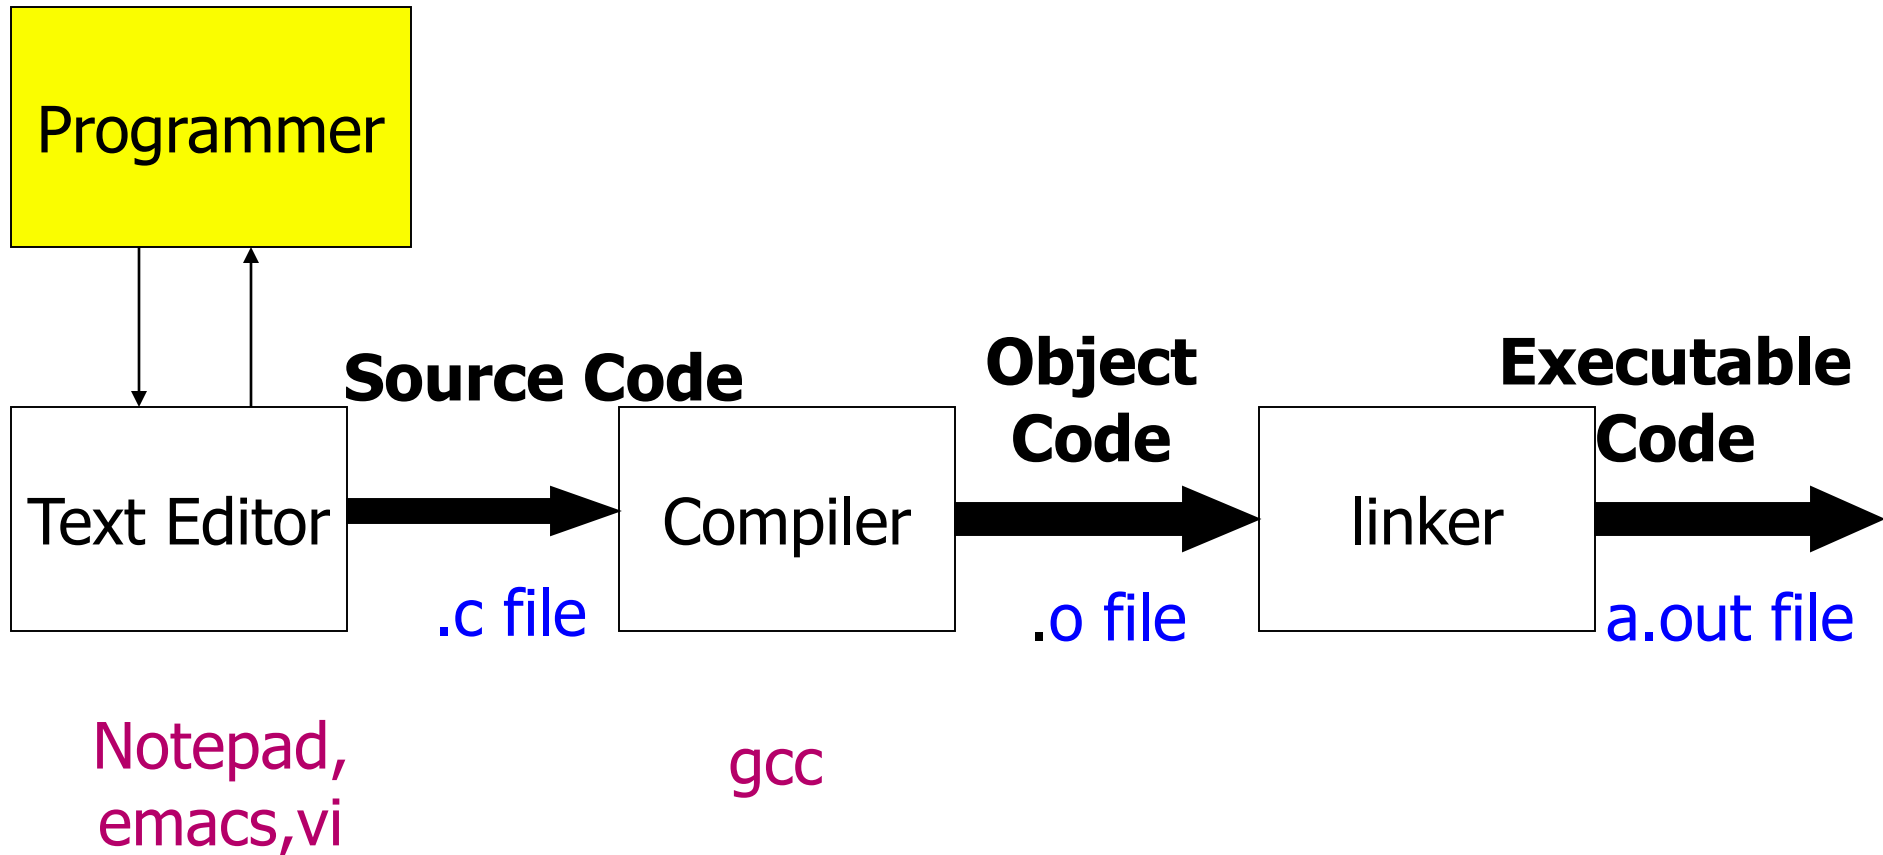 Programmer
Source Code
Object
Code
Executable
Code
Text Editor
Compiler
linker
.c file
.o file
a.out file
Notepad,
emacs,vi
gcc